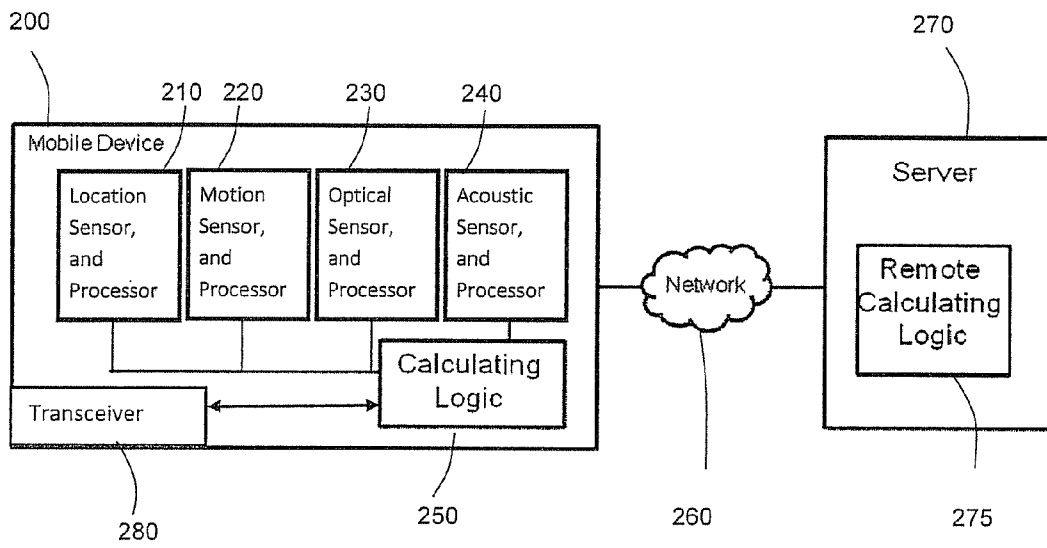 200
270
210 220 230 240
Mobile Device
Server
Location
Sensor,
and
Processor
Motion
Sensor,
and
Processor
Optical
Sensor, and
Processor
Acoustic
Sensor, and
Processor
Network
Remote
Calculating
Logic
Calculating
Logic
Transceiver
280
250
260
275